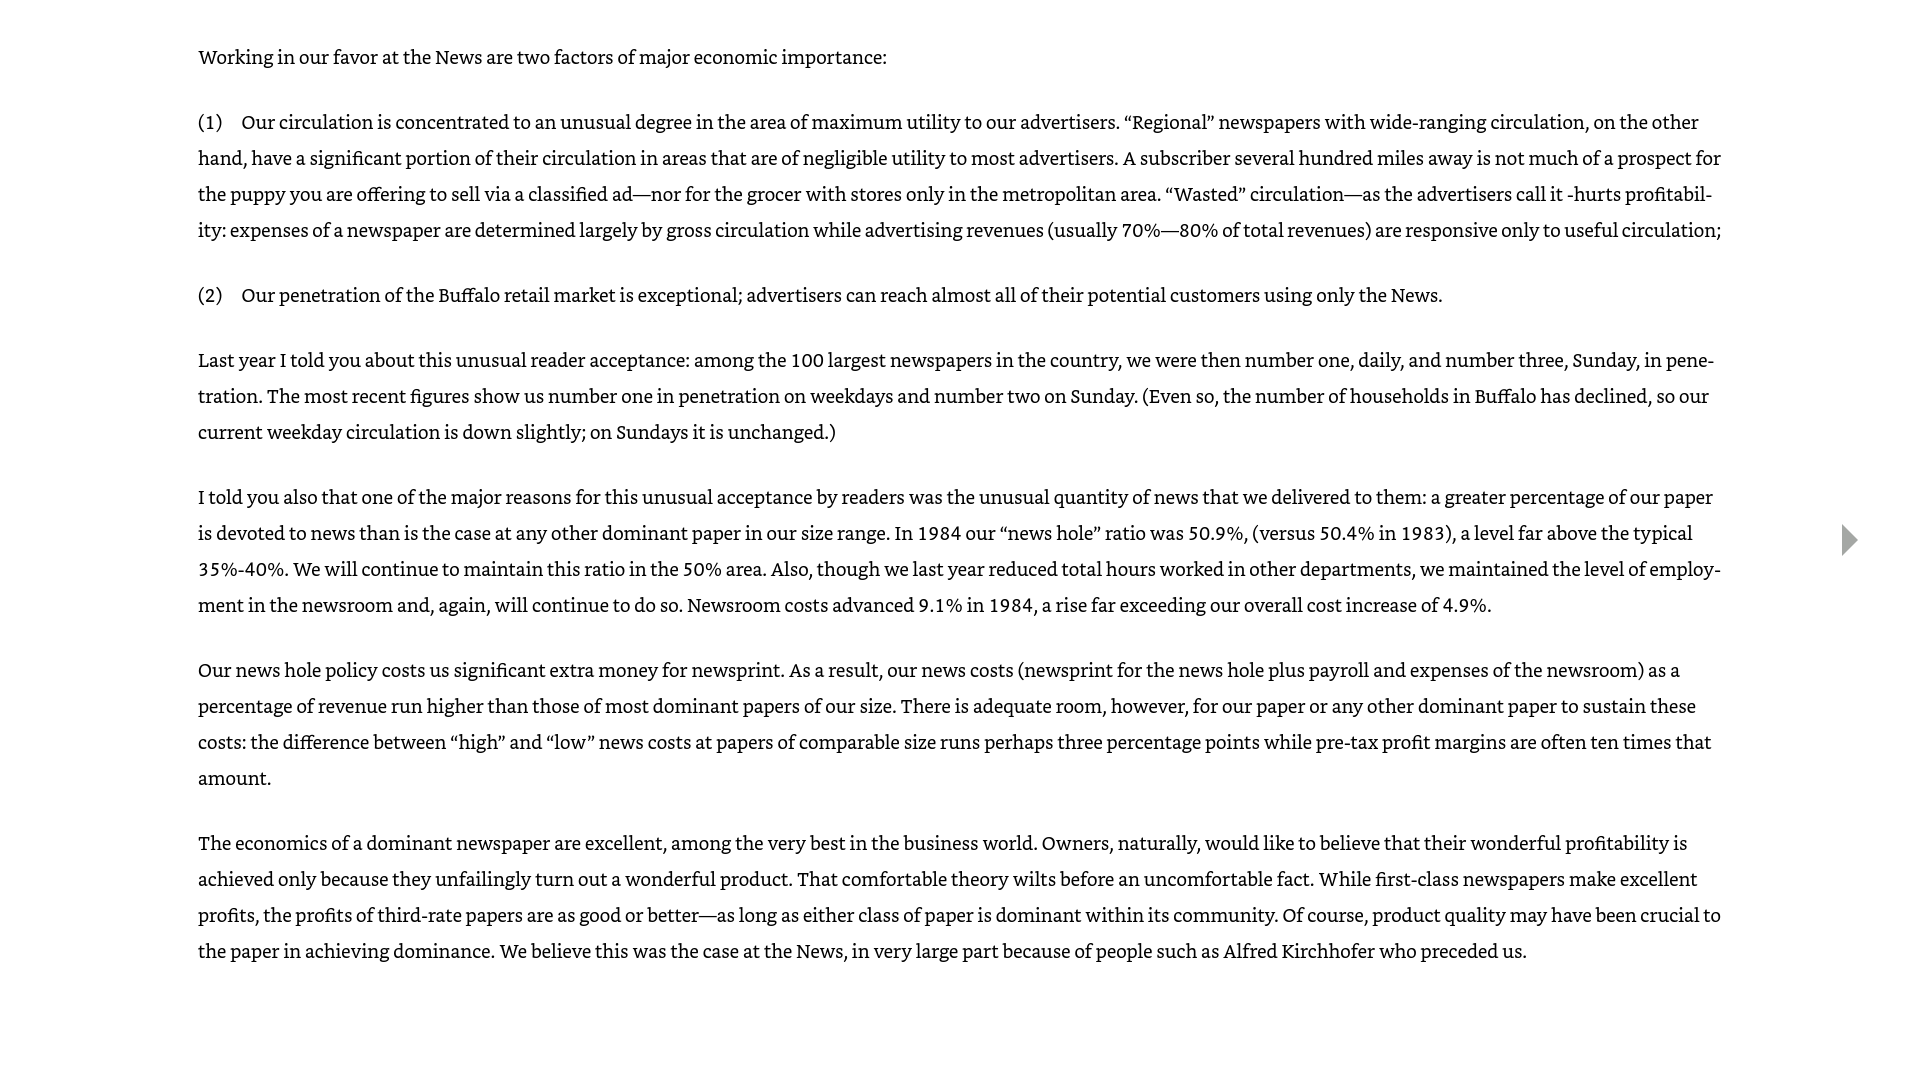 Working in our favor at the News are two factors of major economic importance:
(1) Our circulation is concentrated to an unusual degree in the area of maximum utility to our advertisers. “Regional” newspapers with wide-ranging circulation, on the other
hand, have a significant portion of their circulation in areas that are of negligible utility to most advertisers. A subscriber several hundred miles away is not much of a prospect for
the puppy you are offering to sell via a classified ad—nor for the grocer with stores only in the metropolitan area. “Wasted” circulation—as the advertisers call it -hurts profitabil-
ity: expenses of a newspaper are determined largely by gross circulation while advertising revenues (usually 70%—80% of total revenues) are responsive only to useful circulation;
(2) Our penetration of the Buffalo retail market is exceptional; advertisers can reach almost all of their potential customers using only the News.
Last year I told you about this unusual reader acceptance: among the 100 largest newspapers in the country, we were then number one, daily, and number three, Sunday, in pene-
tration. The most recent figures show us number one in penetration on weekdays and number two on Sunday. (Even so, the number of households in Buffalo has declined, so our
current weekday circulation is down slightly; on Sundays it is unchanged.)
I told you also that one of the major reasons for this unusual acceptance by readers was the unusual quantity of news that we delivered to them: a greater percentage of our paper
is devoted to news than is the case at any other dominant paper in our size range. In 1984 our “news hole” ratio was 50.9%, (versus 50.4% in 1983), a level far above the typical
35%-40%. We will continue to maintain this ratio in the 50% area. Also, though we last year reduced total hours worked in other departments, we maintained the level of employ-
ment in the newsroom and, again, will continue to do so. Newsroom costs advanced 9.1% in 1984, a rise far exceeding our overall cost increase of 4.9%.
Our news hole policy costs us significant extra money for newsprint. As a result, our news costs (newsprint for the news hole plus payroll and expenses of the newsroom) as a
percentage of revenue run higher than those of most dominant papers of our size. There is adequate room, however, for our paper or any other dominant paper to sustain these
costs: the difference between “high” and “low” news costs at papers of comparable size runs perhaps three percentage points while pre-tax profit margins are often ten times that
amount.
The economics of a dominant newspaper are excellent, among the very best in the business world. Owners, naturally, would like to believe that their wonderful profitability is
achieved only because they unfailingly turn out a wonderful product. That comfortable theory wilts before an uncomfortable fact. While first-class newspapers make excellent
profits, the profits of third-rate papers are as good or better—as long as either class of paper is dominant within its community. Of course, product quality may have been crucial to
the paper in achieving dominance. We believe this was the case at the News, in very large part because of people such as Alfred Kirchhofer who preceded us.